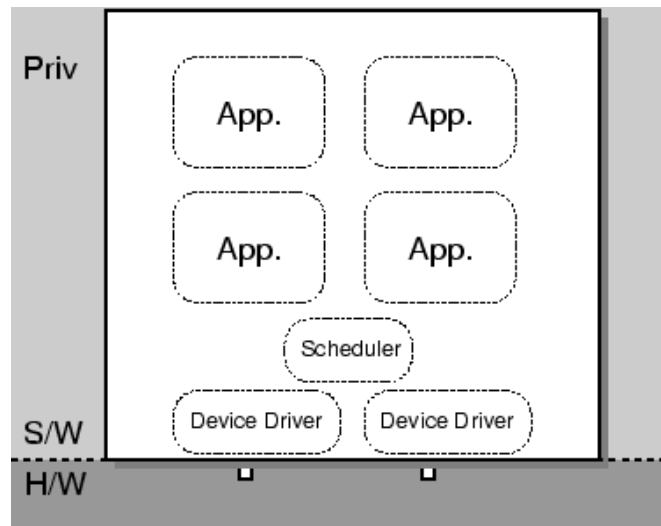 Priv
App.
App.
App.
App.
Scheduler
Device Driver
Device Driver
S/W
H/W